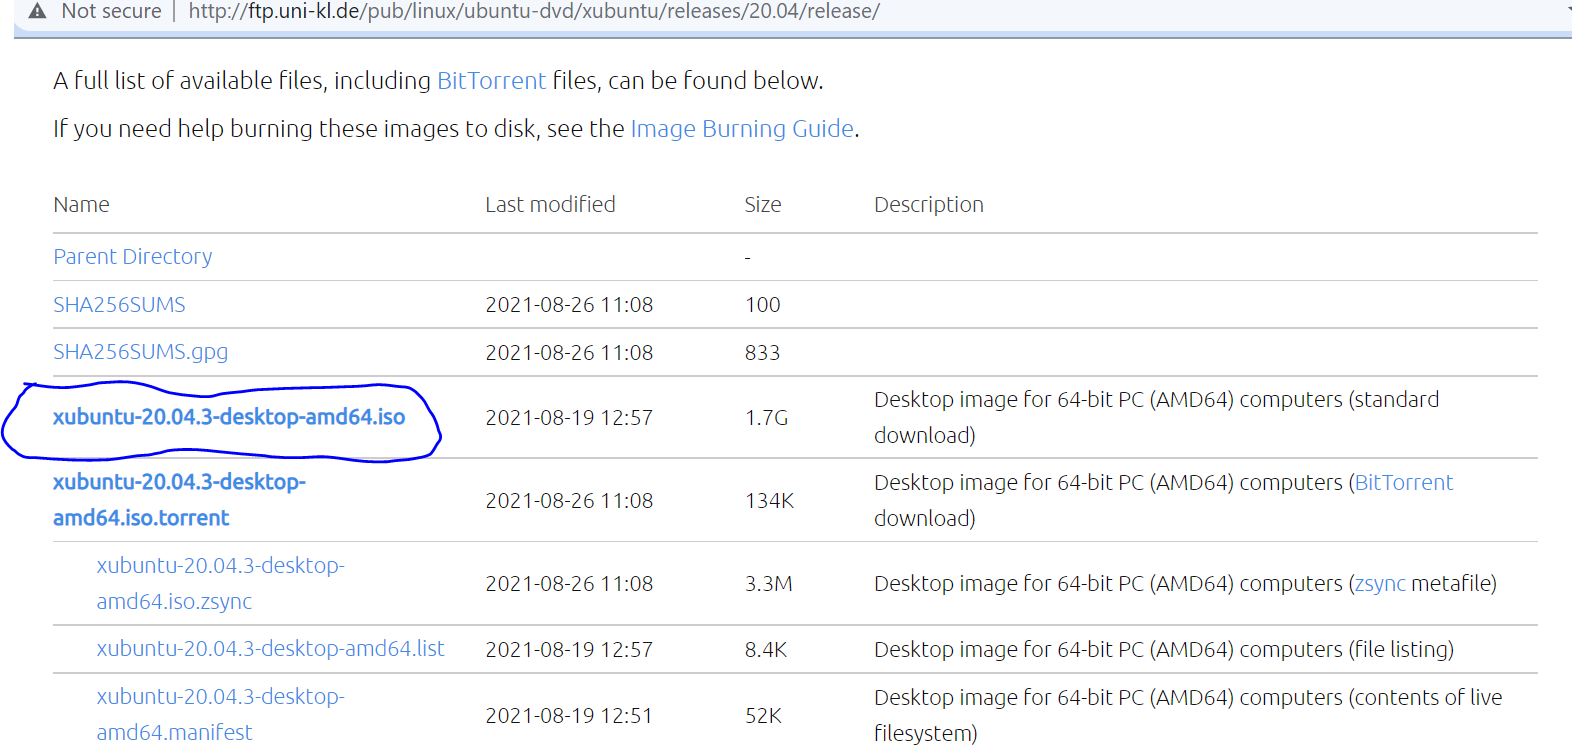 Not secure | http://ftp.uni-kl.de/pub/linux/ubuntu-dvd/xubuntu/releases/20.04/release/
A full list of available files, including BitTorrent files, can be found below.
If you need help burning these images to disk, see the Image Burning Guide.
Name Last modified Size Description
Parent Directory -
SHA256SUMS 2021-08-26 11:08 100
SHA256SUMS.gpg 2021-08-26 11:08 833
xubuntu-20.04.3-desktop-amd64.iso 2021-08-19 12:57 1.7G Desktop image for 64-bit PC (AMD64) computers (standard
download)
xubuntu-20.04.3-desktop-
amd64.iso.torrent 2021-08-26 11:08 134K Desktop image for 64-bit PC (AMD64) computers (BitTorrent
download)
xubuntu-20.04.3-desktop-
amd64.iso.zsync 2021-08-26 11:08 3.3M Desktop image for 64-bit PC (AMD64) computers (zsync metafile)
xubuntu-20.04.3-desktop-amd64.list 2021-08-19 12:57 8.4K Desktop image for 64-bit PC (AMD64) computers (file listing)
xubuntu-20.04.3-desktop-
amd64.manifest 2021-08-19 12:51 52K Desktop image for 64-bit PC (AMD64) computers (contents of live
filesystem)